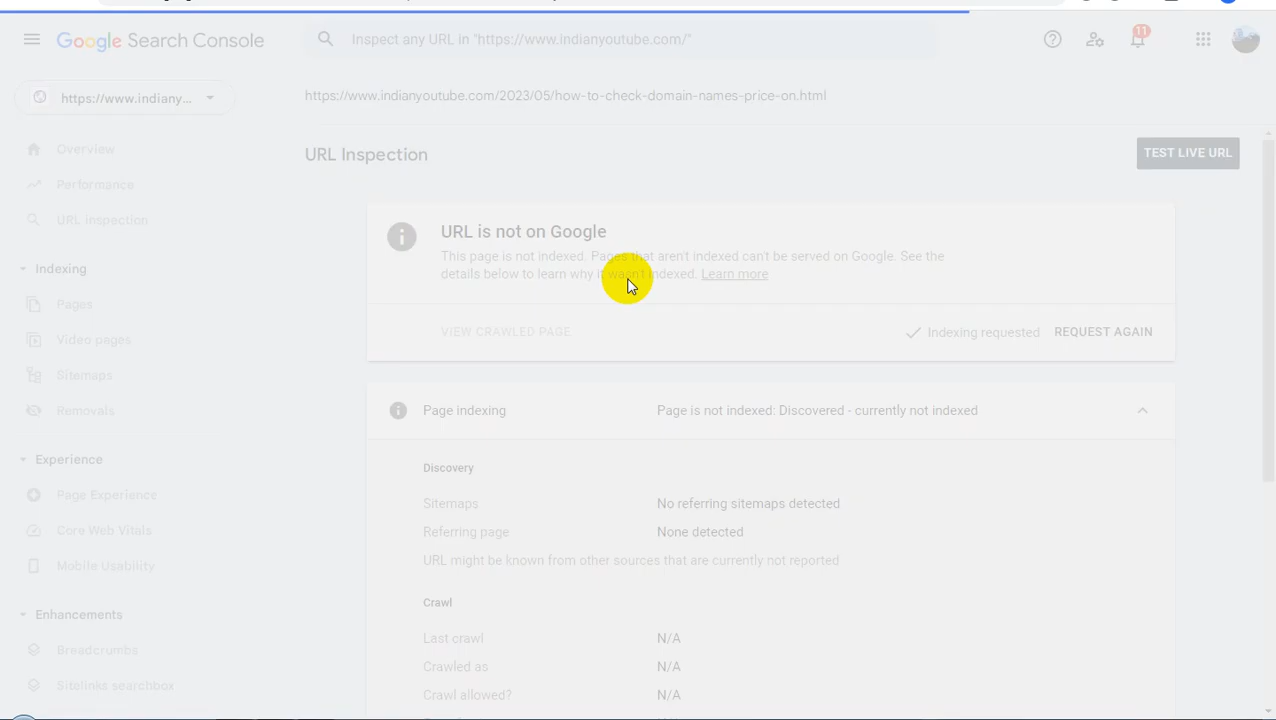 Google Search Console
Inspect any URL in "https://www.indianyoutube.com/"
11
https://www.indiany...
https://www.indianyoutube.com/2023/05/how-to-check-domain-names-price-on.html
Overview
Performance
URL inspection
Indexing
Pages
Video pages
Sitemaps
Removals
Experience
Page Experience
Core Web Vitals
Mobile Usability
Enhancements
Breadcrumbs
Sitelinks searchbox
URL Inspection
TEST LIVE URL
URL is not on Google
This page is not indexed. Pages that aren't indexed can't be served on Google. See the
details below to learn why it wasn't indexed. Learn more
VIEW CRAWLED PAGE
Indexing requested
REQUEST AGAIN
Page indexing
Page is not indexed: Discovered - currently not indexed
Discovery
Sitemaps
No referring sitemaps detected
Referring page
None detected
URL might be known from other sources that are currently not reported
Crawl
Last crawl
N/A
Crawled as
N/A
Crawl allowed?
N/A